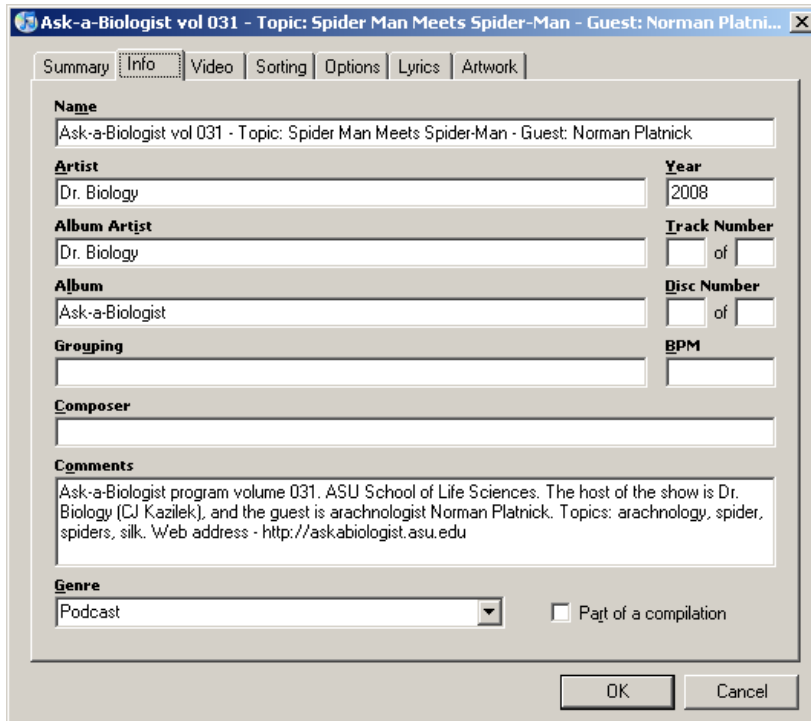 Ask-a-Biologist vol 031 - Topic: Spider Man Meets Spider-Man - Guest: Norman Platni...
Summary Info Video Sorting Options Lyrics Artwork
Name
Ask-a-Biologist vol 031 - Topic: Spider Man Meets Spider-Man - Guest: Norman Platnick
Artist Year
Dr. Biology 2008
Album Artist Track Number
Dr. Biology of
Album Disc Number
Ask-a-Biologist of
Grouping BPM
Composer
Comments
Ask-a-Biologist program volume 031. ASU School of Life Sciences. The host of the show is Dr.
Biology (CJ Kazilek), and the guest is arachnologist Norman Platnick. Topics: arachnology, spider,
spiders, silk. Web address - http://askabiologist.asu.edu
Genre
Podcast Part of a compilation
OK Cancel